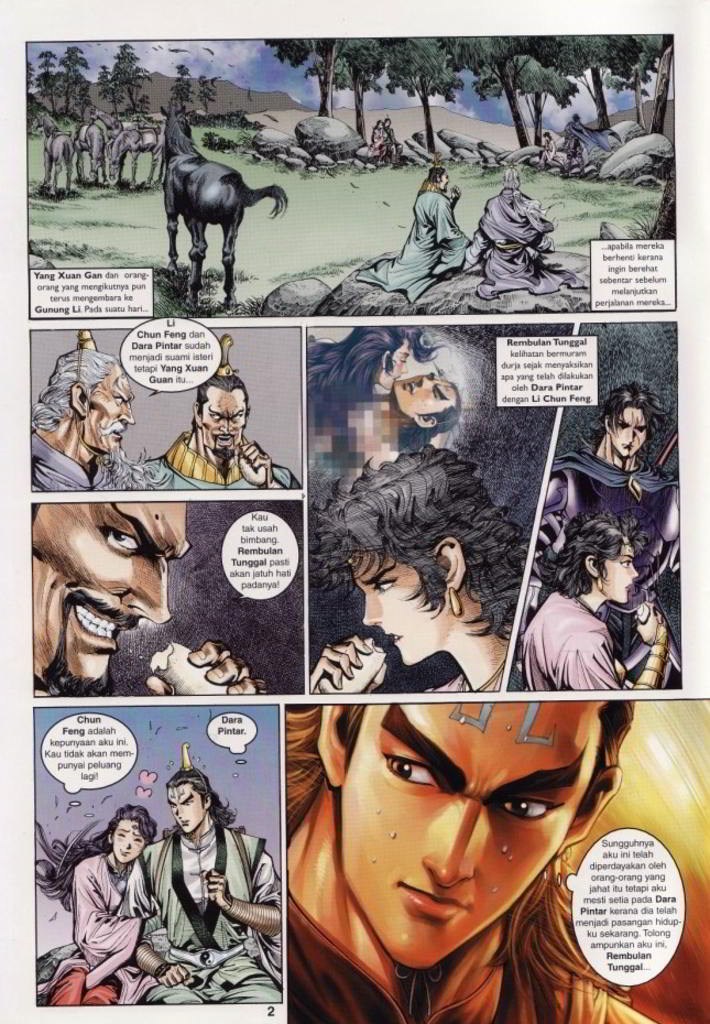 Yang Xuan Gan dan orang-
orang yang mengikutnya pun
terus mengembara ke
Gunung Li. Pada suatu hari...
...apabila mereka
berhenti kerana
ingin berehat
sebentar sebelum
melanjutkan
perjalanan mereka...
Li
Chun Feng dan
Dara Pintar sudah
menjadi suami isteri
tepat Yang Xuan
Guan itu...
Rembulan Tunggal
kelihatan bermuram
durja sejak menyaksikan
apa yang telah dilakukan
oleh Dara Pintar
dengan Li Chun Feng.
Kau
tak usah
bimbang.
Rembulan
Tunggal pasti
akan jatuh hati
padanya!
Chun
Feng adalah
kepunyaan aku ini.
Kau tidak akan mem-
punyai peluang
lagi!
Dara
Pintar.
Sungguhnya
aku ini telah
diperdayakan oleh
orang-orang yang
jahat itu tetapi aku
mesti setia pada Dara
Pintar kerana dia telah
menjadi pasangan hidup-
ku sekarang. Tolong
ampunkan aku ini,
Rembulan
Tunggal...
2